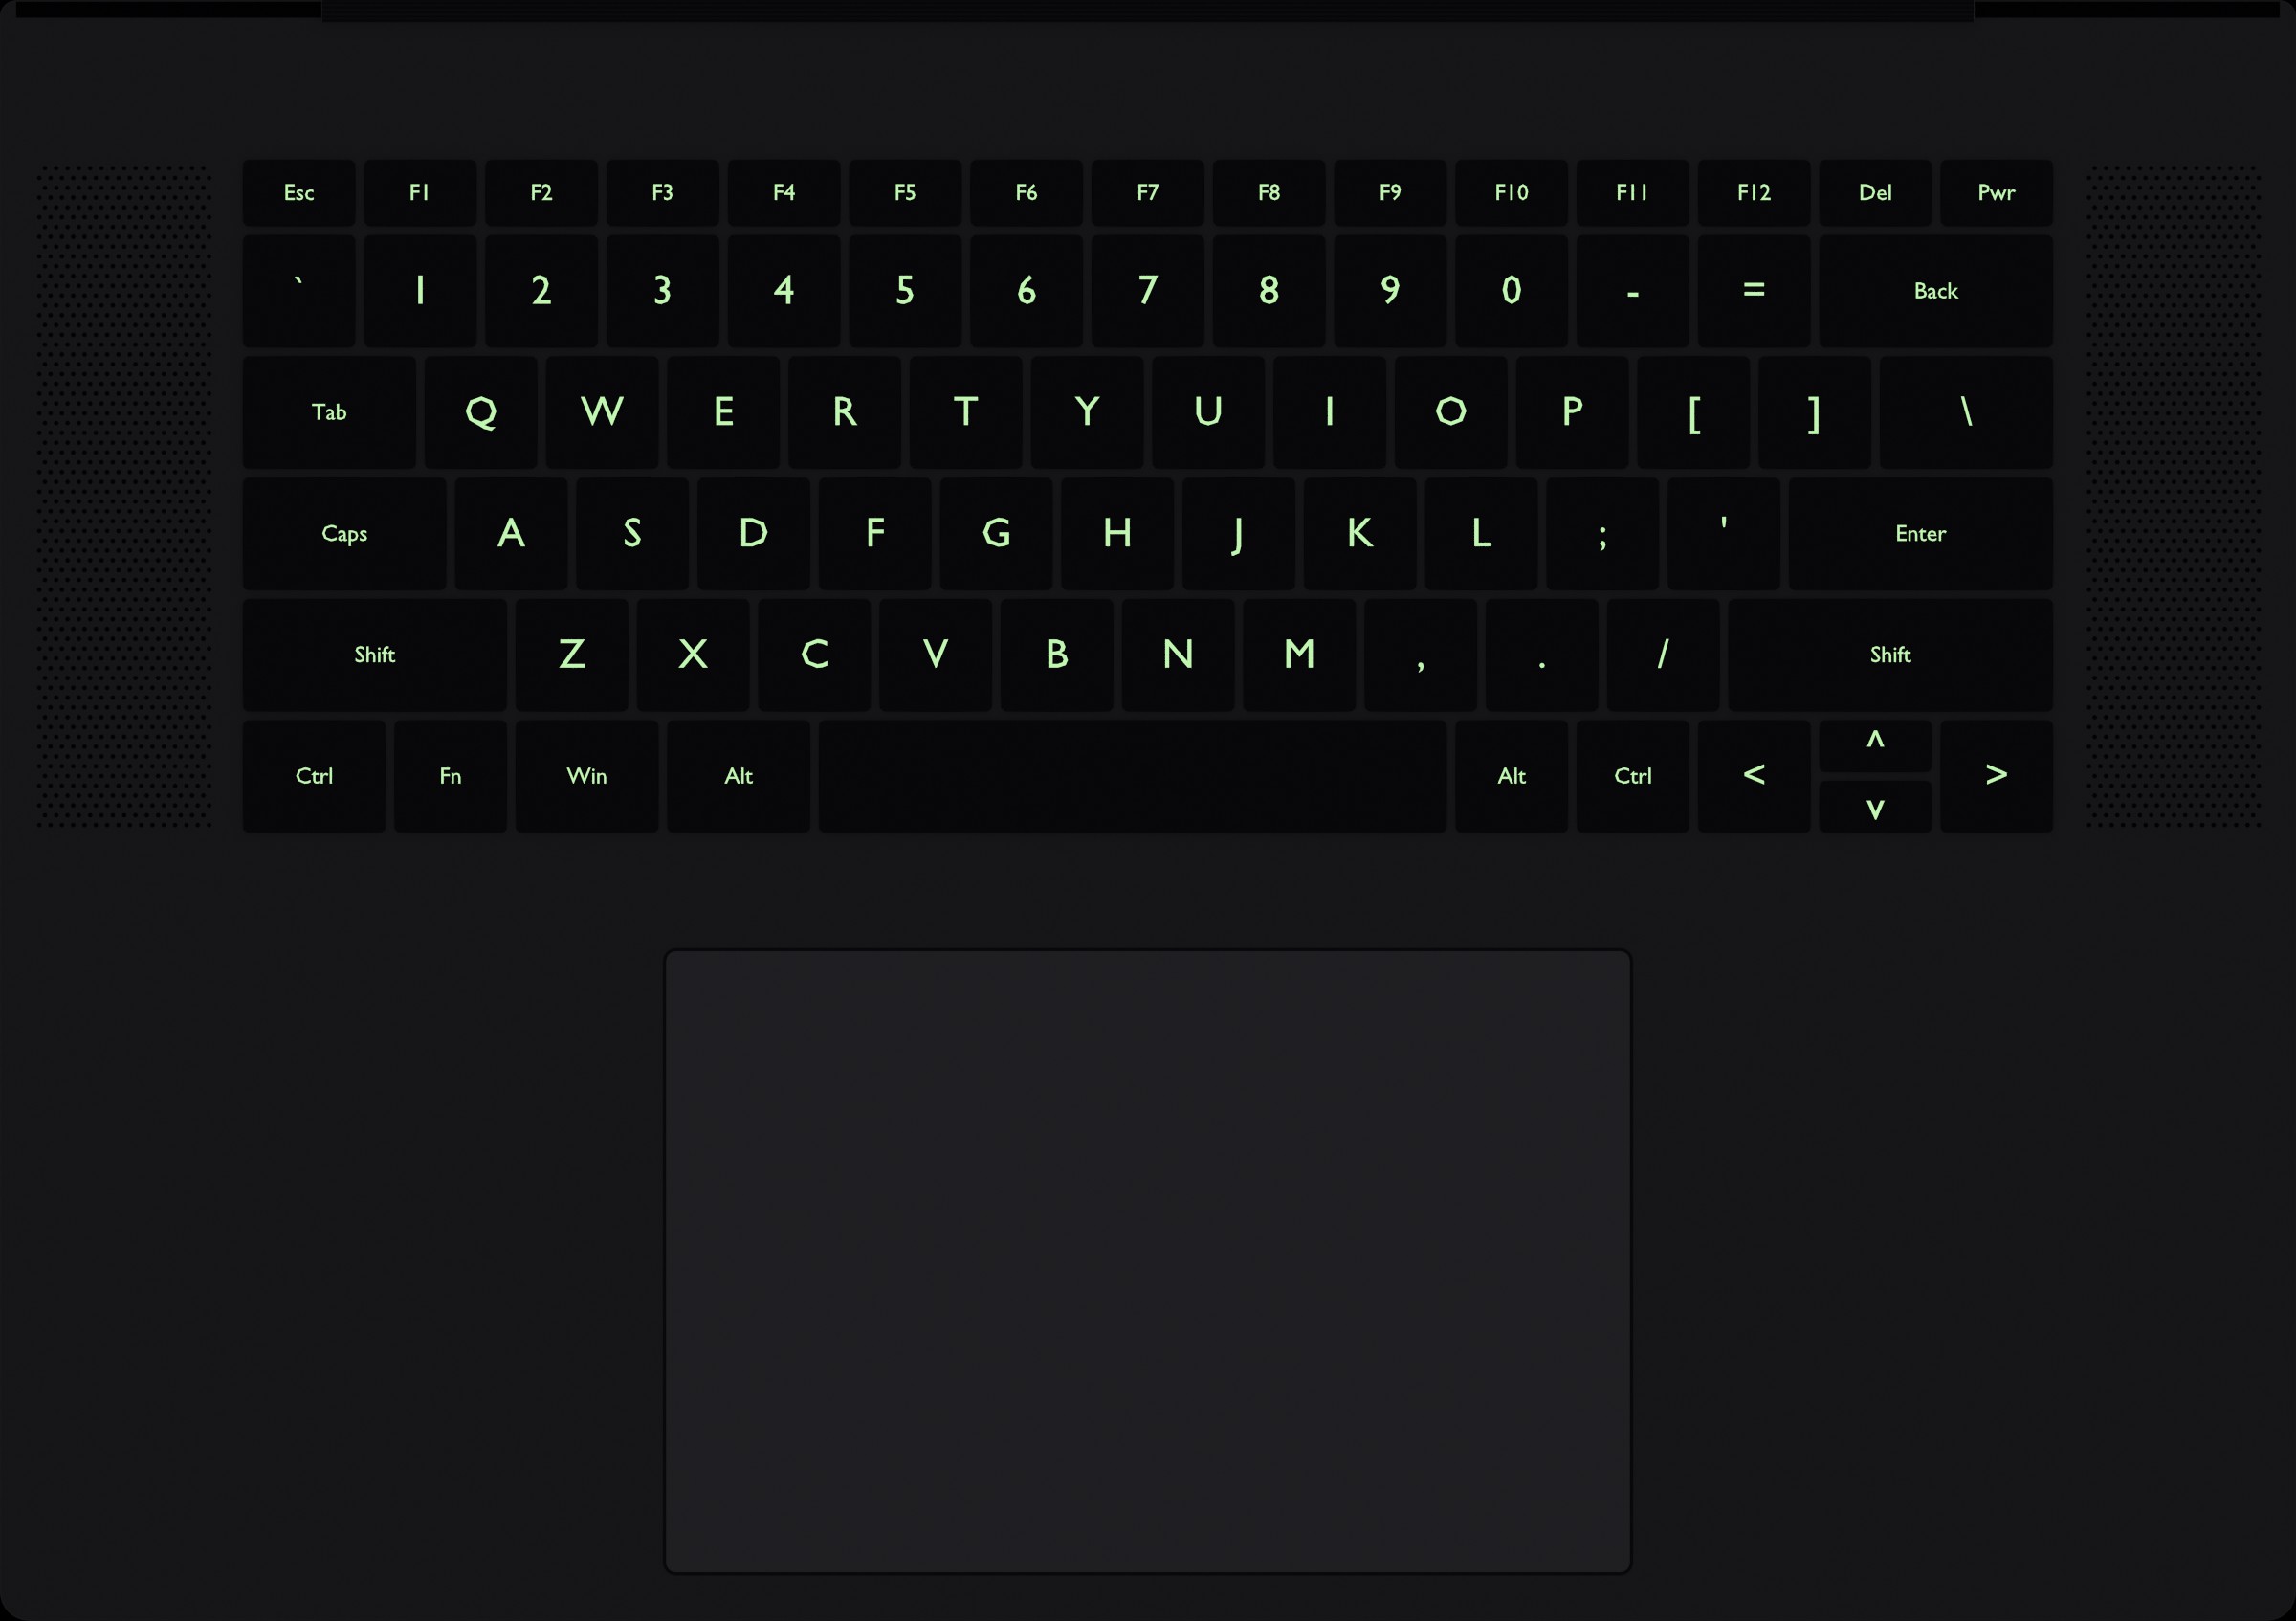 Esc F1 F2 F3 F4 F5 F6 F7 F8 F9 F10 F11 F12 Del Pwr
` 1 2 3 4 5 6 7 8 9 0 - = Back
Tab Q W E R T Y U I O P [ ] \
Caps A S D F G H J K L ; ' Enter
Shift Z X C V B N M , . / Shift
Ctrl Fn Win Alt Alt Ctrl < ^ v >